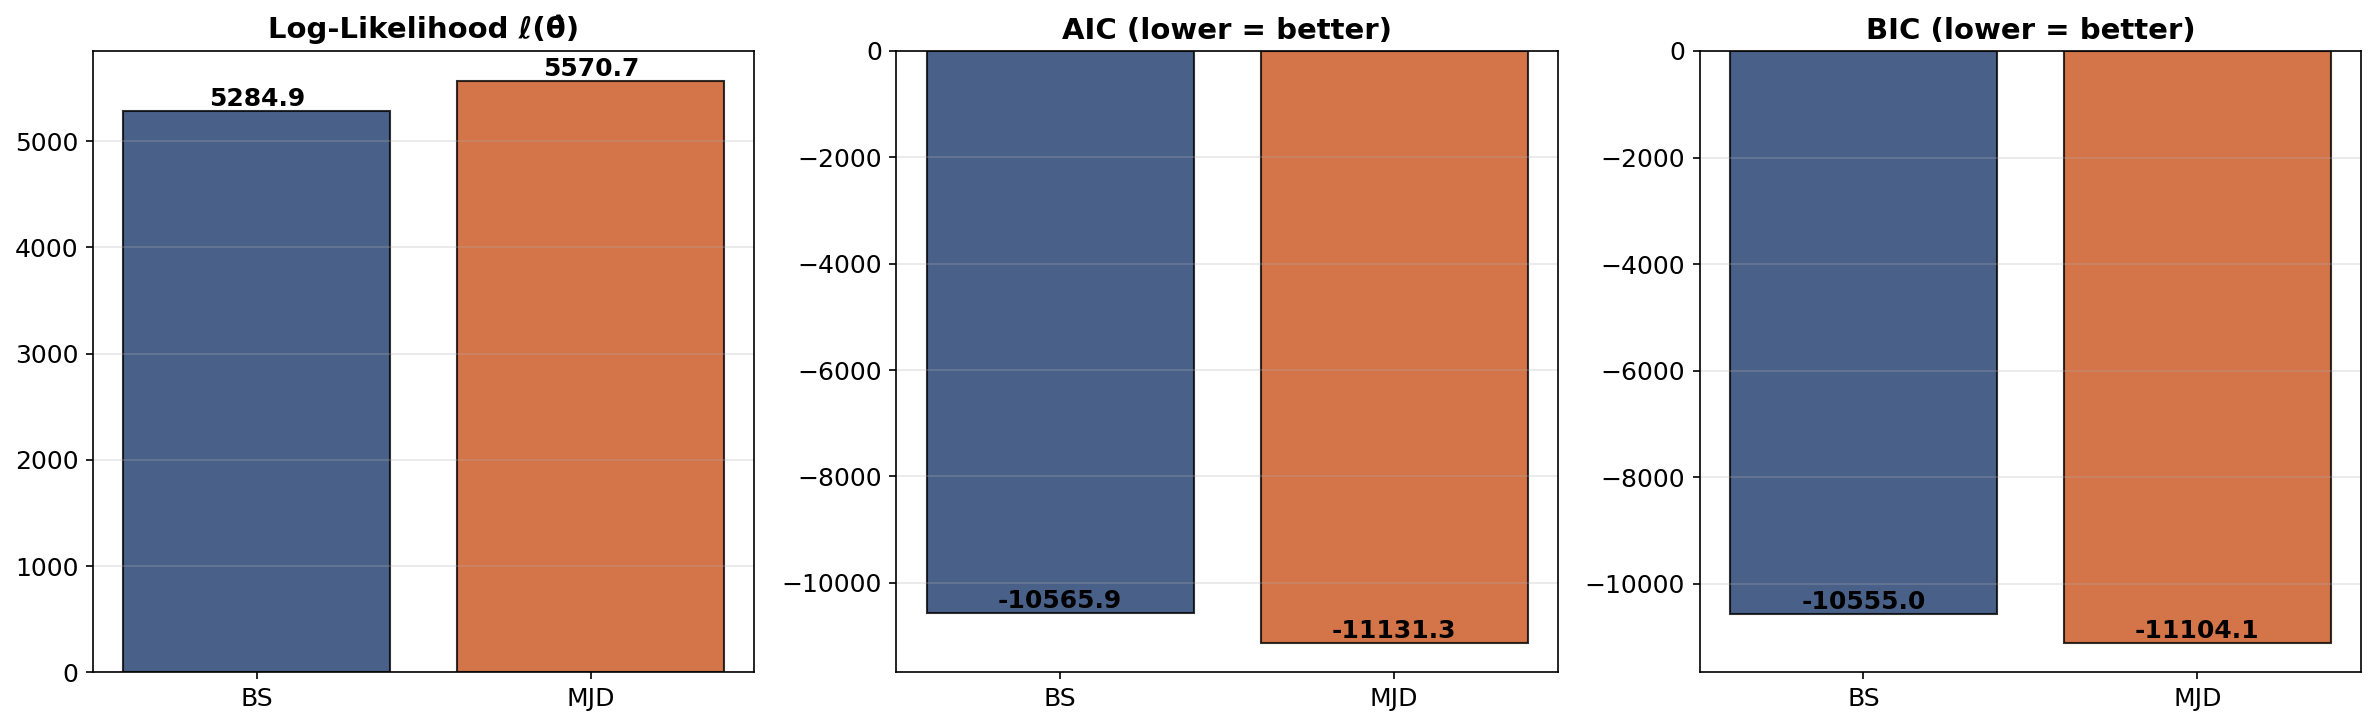 Log-Likelihood ℓ(θ̂)
5284.9
5570.7
5000
4000
3000
2000
1000
0
BS
MJD
AIC (lower = better)
0
−2000
−4000
−6000
−8000
−10000
-10565.9
-11131.3
BS
MJD
BIC (lower = better)
0
−2000
−4000
−6000
−8000
−10000
-10555.0
-11104.1
BS
MJD